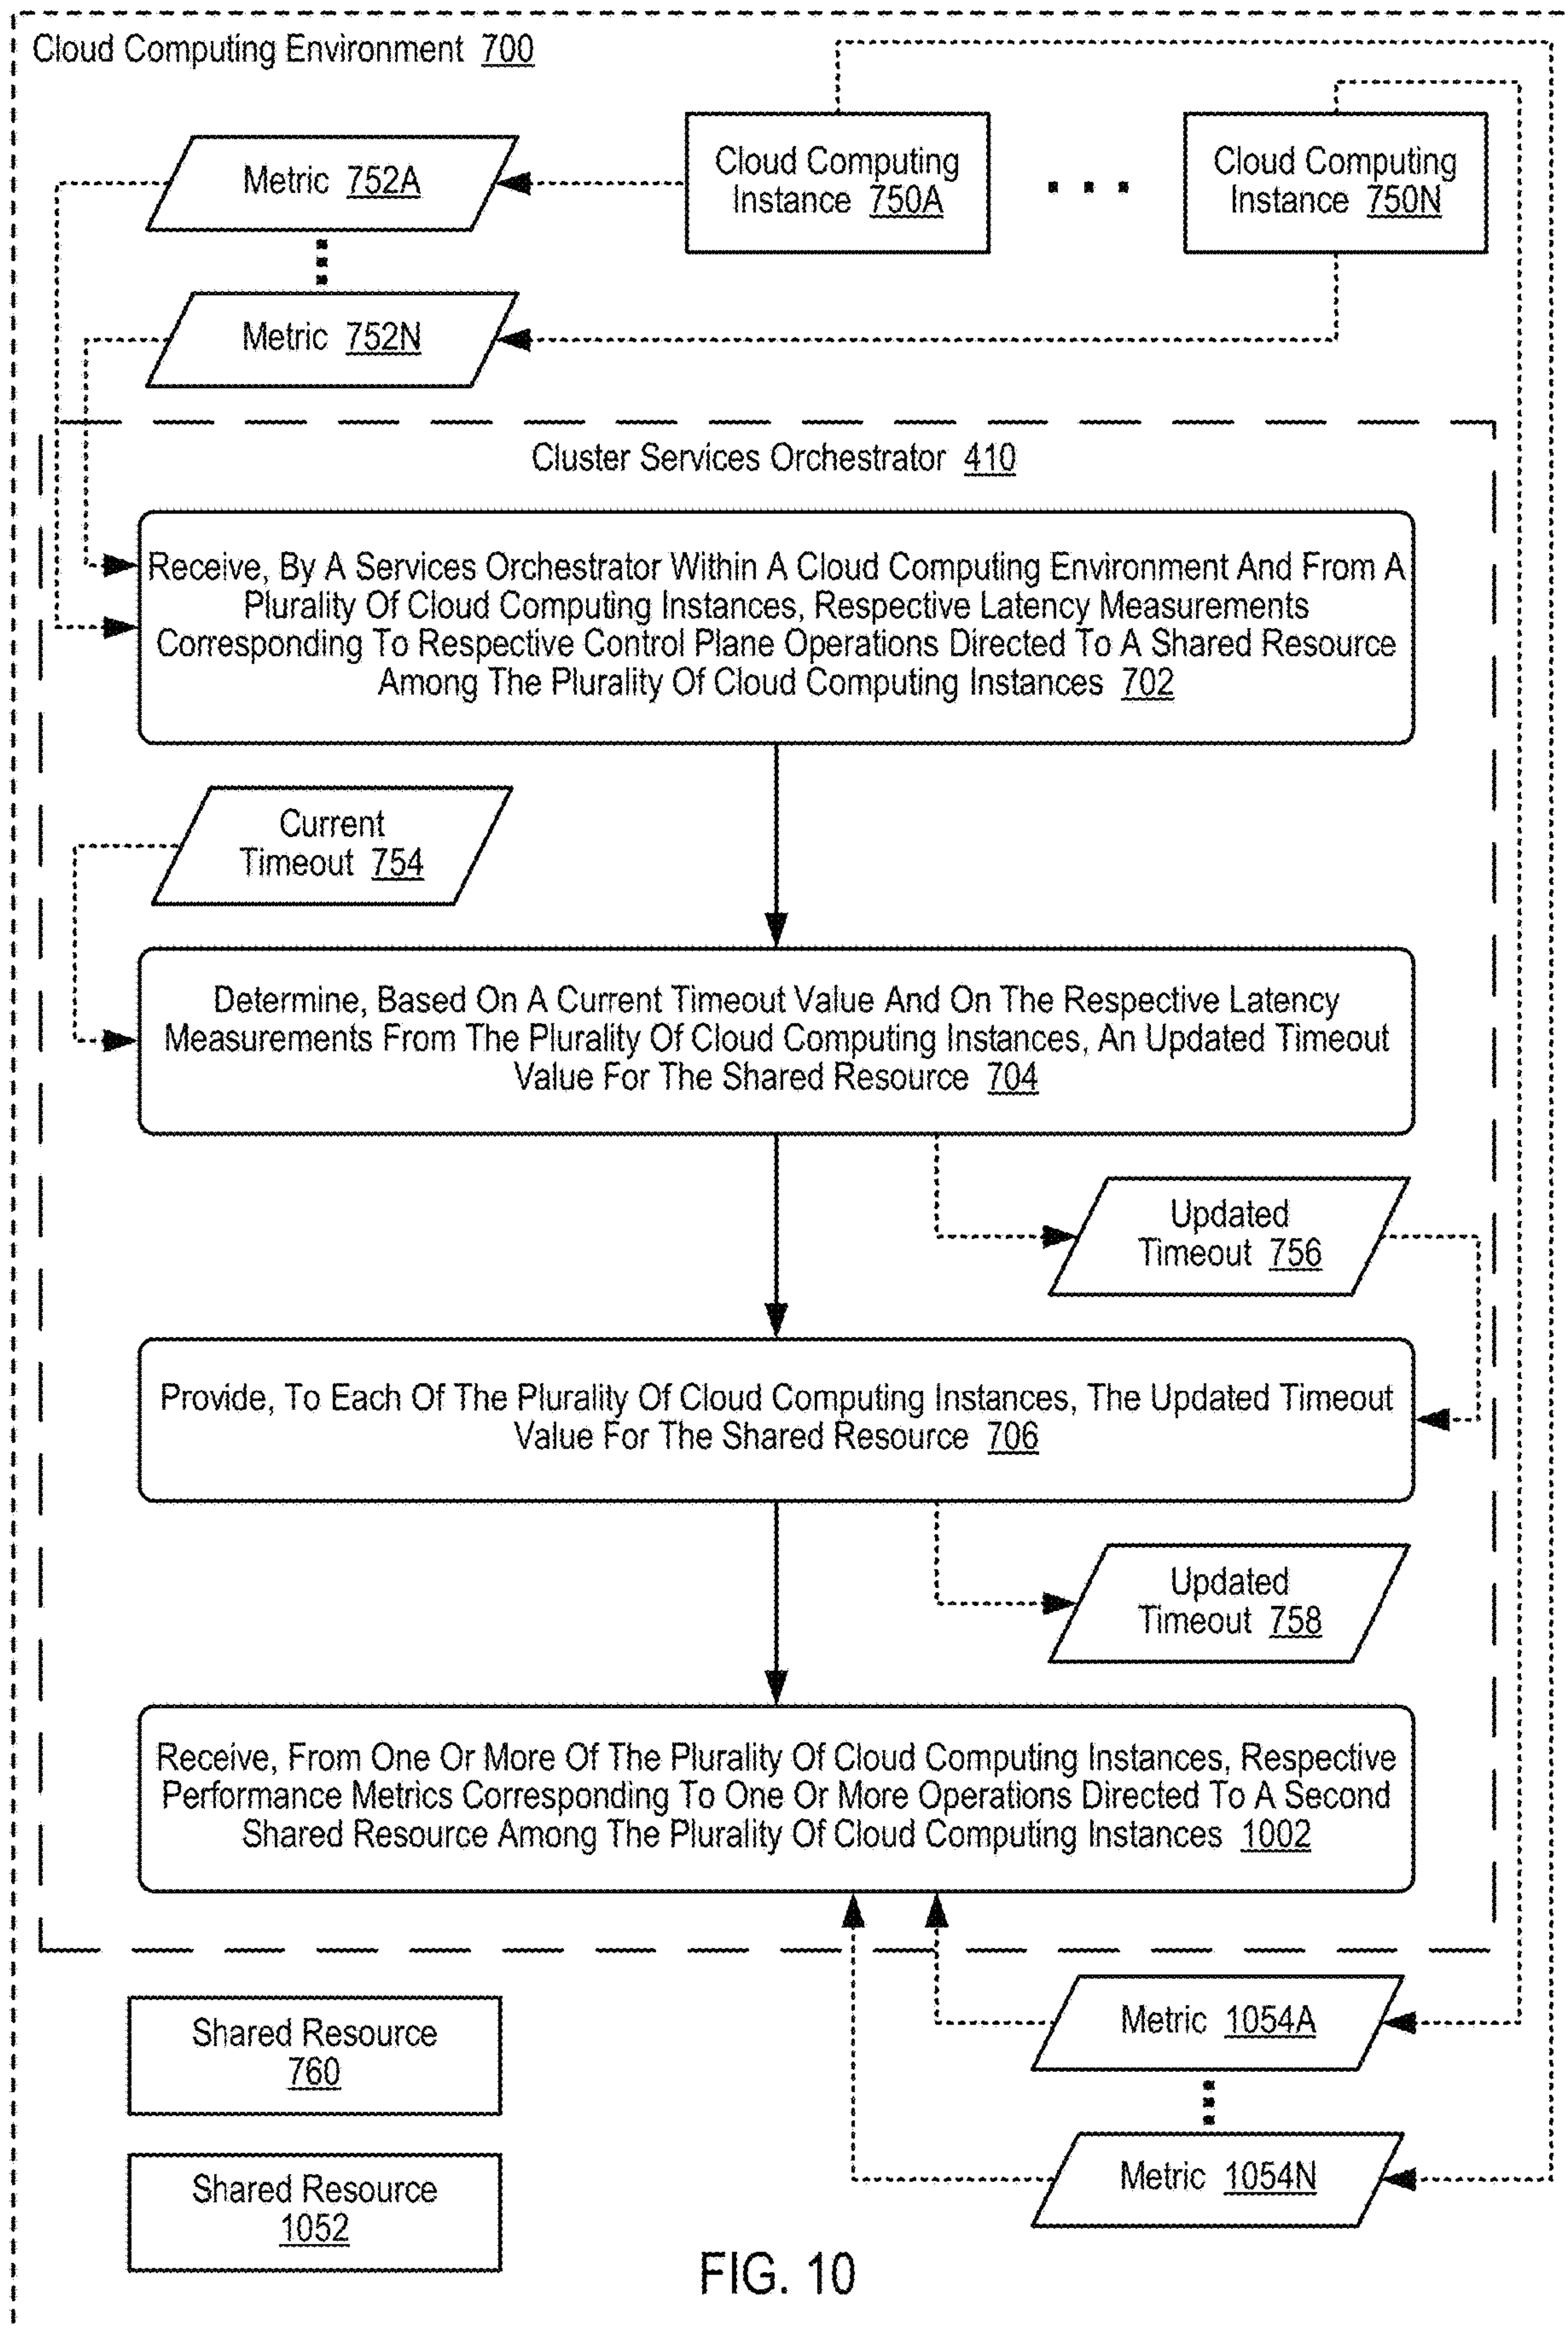 Cloud Computing Environment 700
Cloud Computing
Instance 750A
Cloud Computing
Instance 750N
Metric 752A
Metric 752N
Cluster Services Orchestrator 410
Receive, By A Services Orchestrator Within A Cloud Computing Environment And From A
Plurality Of Cloud Computing Instances, Respective Latency Measurements
Corresponding To Respective Control Plane Operations Directed To A Shared Resource
Among The Plurality Of Cloud Computing Instances 702
Current
Timeout 754
Determine, Based On A Current Timeout Value And On The Respective Latency
Measurements From The Plurality Of Cloud Computing Instances, An Updated Timeout
Value For The Shared Resource 704
Updated
Timeout 756
Provide, To Each Of The Plurality Of Cloud Computing Instances, The Updated Timeout
Value For The Shared Resource 706
Updated
Timeout 758
Receive, From One Or More Of The Plurality Of Cloud Computing Instances, Respective
Performance Metrics Corresponding To One Or More Operations Directed To A Second
Shared Resource Among The Plurality Of Cloud Computing Instances 1002
Shared Resource
760
Metric 1054A
Shared Resource
1052
Metric 1054N
FIG. 10